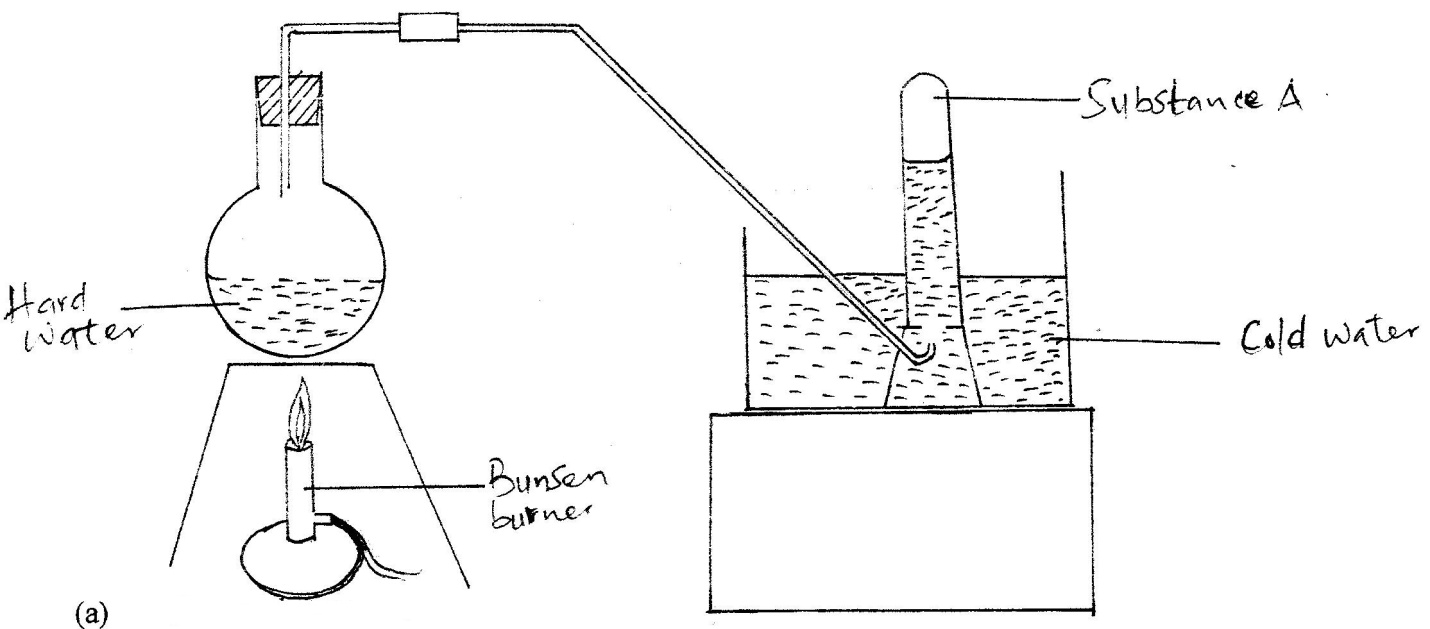 Substance A
Hard
water
Cold water
Bunsen
burner
(a)